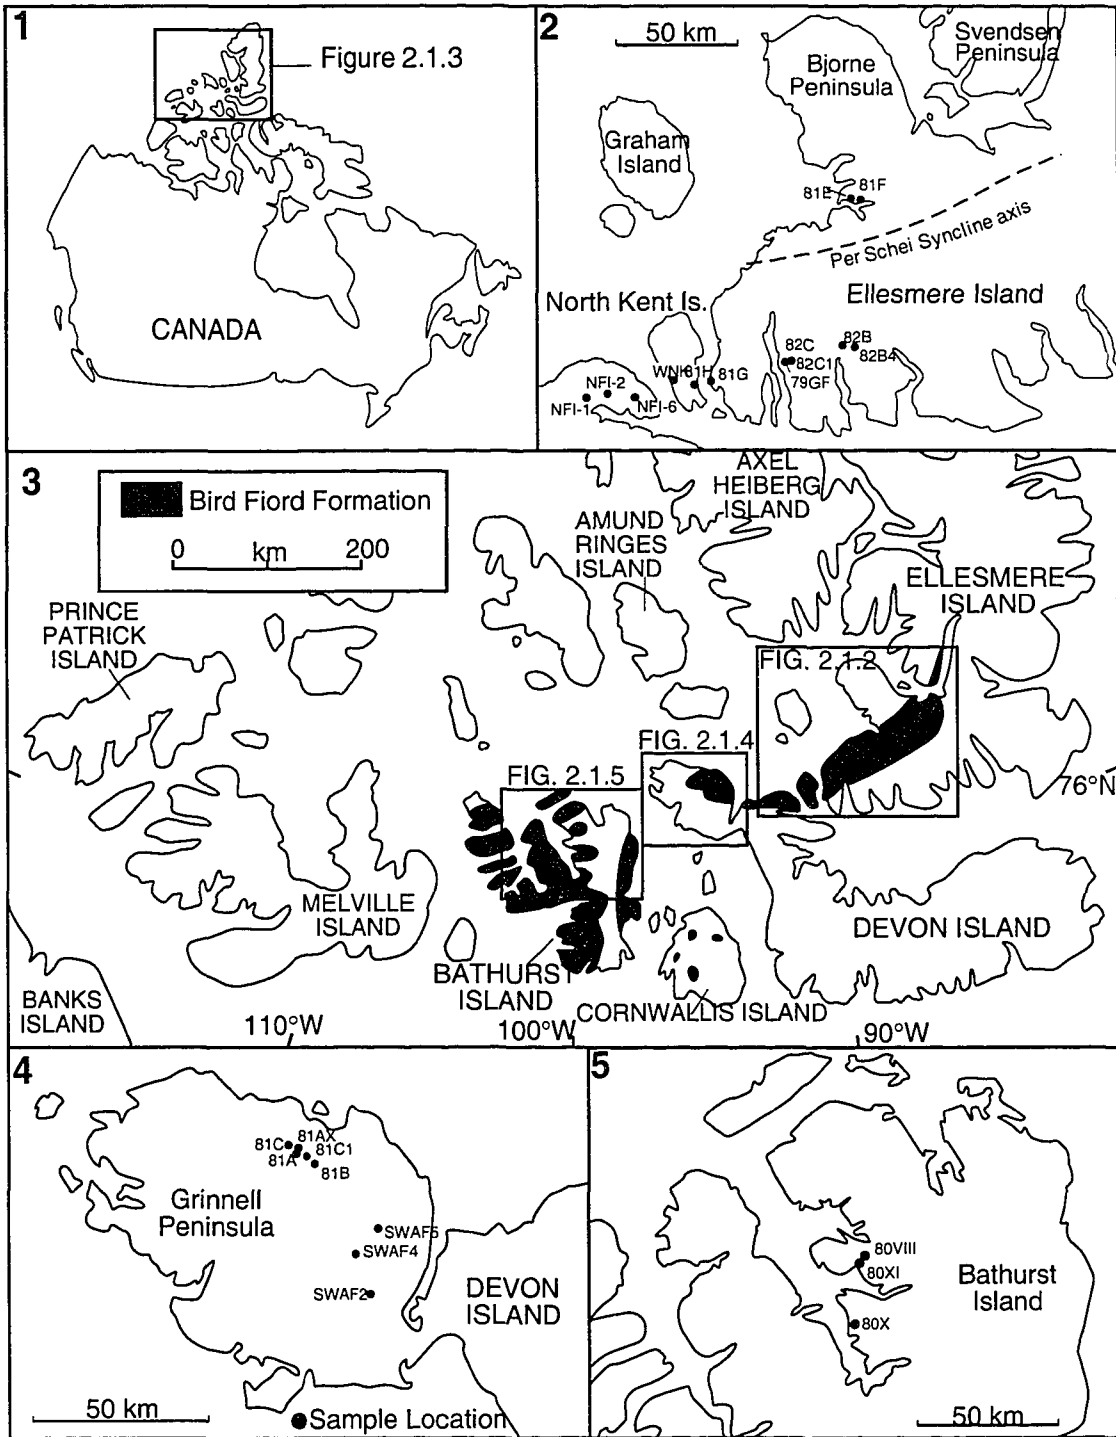 1
Figure 2.1.3
CANADA
2
50 km
Svendsen
Peninsula
Bjorne
Peninsula
Graham
Island
81E
81F
Per Schei Syncline axis
North Kent Is.
Ellesmere Island
82C
82C1
79GF
82B
82B4
WNK
81H
81G
NFI-2
NFI-1
NFI-6
3
Bird Fiord Formation
0 km 200
AXEL
HEIBERG
ISLAND
AMUND
RINGES
ISLAND
ELLESMERE
ISLAND
PRINCE
PATRICK
ISLAND
FIG. 2.1.2
FIG. 2.1.4
FIG. 2.1.5
76°N
MELVILLE
ISLAND
DEVON ISLAND
BATHURST
ISLAND
CORNWALLIS ISLAND
BANKS
ISLAND
110°W
100°W
90°W
4
81AX
81C
81C1
81A
81B
Grinnell
Peninsula
SWAF5
SWAF4
SWAF2
DEVON
ISLAND
50 km
Sample Location
5
80VIII
80XI
Bathurst
Island
80X
50 km